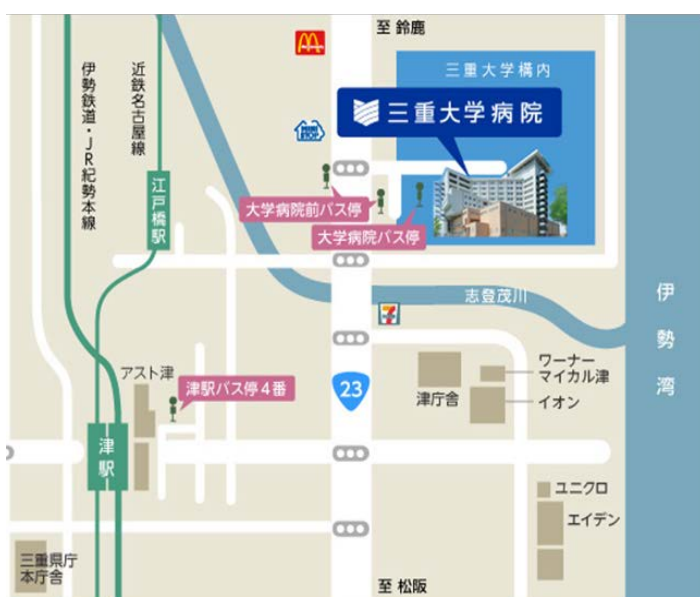 至 鈴鹿
三重大学構内
三重大学病院
伊勢鉄道・JR紀勢本線
近鉄名古屋線
江戸橋駅
大学病院前バス停
大学病院バス停
伊勢湾
志登茂川
ワーナー
マイカル津
イオン
津庁舎
アスト津
津駅バス停4番
23
津駅
ユニクロ
エイデン
三重県庁
本庁舎
至 松阪